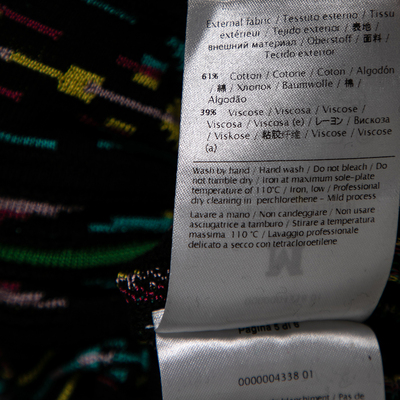 External fabric / Tessuto esterno / Tissu
extérieur / Tejido exterior / 表地 /
внешний материал / Oberstoff / 面料 /
Tecido exterior
61% Cotton / Cotone / Coton / Algodón
/ 綿 / Хлопок / Baumwolle / 棉 /
Algodão
39% Viscose / Viscosa / Viscose /
Viscosa / Viscosa (e) / レーヨン / Вискоза
/ Viskose / 粘胶纤维 / Viscose / Viscose
(a)
Wash by hand / Hand wash / Do not bleach / Do
not tumble dry / Iron at maximum sole-plate
temperature of 110°C / Iron, low / Professional
dry cleaning in perchlorethene - Mild process
Lavare a mano / Non candeggiare / Non usare
asciugatrice a tamburo / Stirare a temperatura
massima 110 °C / Lavaggio professionale
delicato a secco con tetracloroetilene
Pagina 5 di 6
0000004338 01